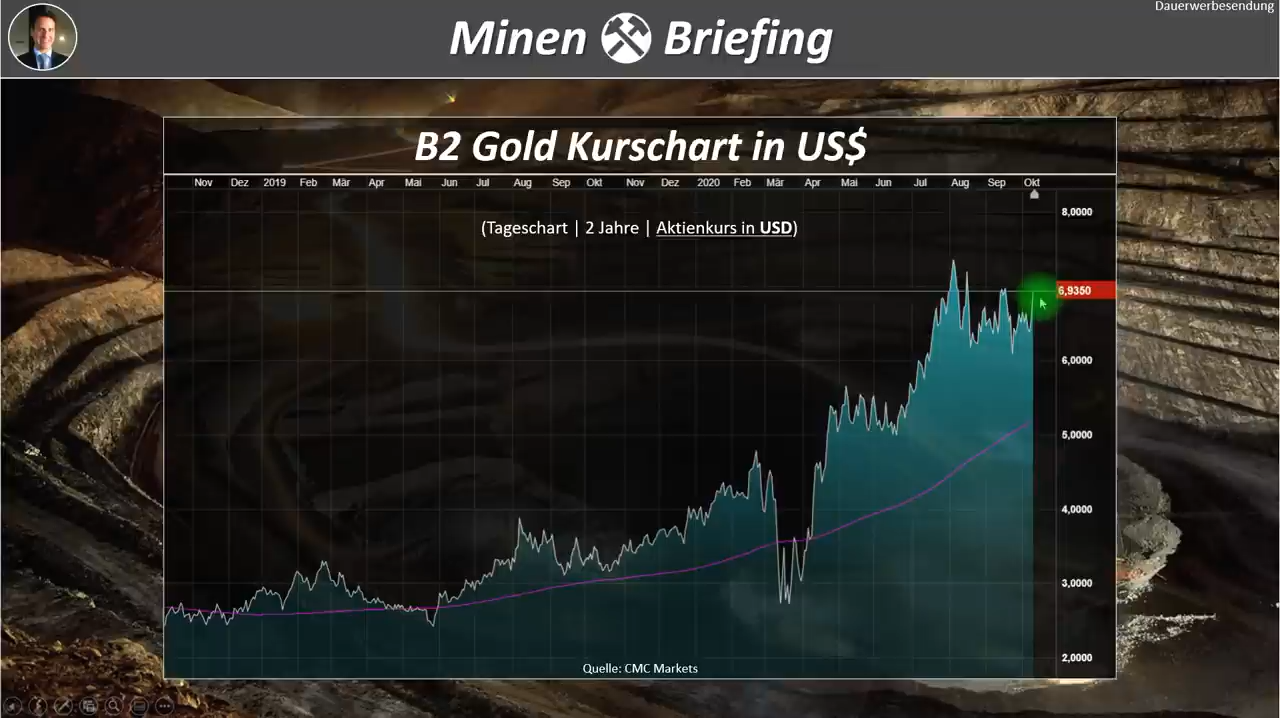 Dauerwerbesendung
Minen Briefing
B2 Gold Kurschart in US$
Nov Dez 2019 Feb Mär Apr Mai Jun Jul Aug Sep Okt Nov Dez 2020 Feb Mär Apr Mai Jun Jul Aug Sep Okt
8,0000
(Tageschart | 2 Jahre | Aktienkurs in USD)
6,9350
6,0000
5,0000
4,0000
3,0000
2,0000
Quelle: CMC Markets